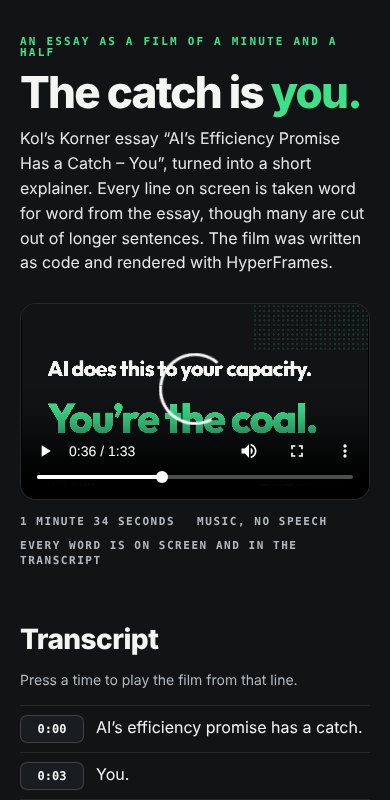 AN ESSAY AS A FILM OF A MINUTE AND A
HALF
The catch is you.
Kol’s Korner essay “AI’s Efficiency Promise
Has a Catch – You”, turned into a short
explainer. Every line on screen is taken word
for word from the essay, though many are cut
out of longer sentences. The film was written
as code and rendered with HyperFrames.
AI does this to your capacity.
You’re the coal.
0:36 / 1:33
1 MINUTE 34 SECONDS MUSIC, NO SPEECH
EVERY WORD IS ON SCREEN AND IN THE
TRANSCRIPT
Transcript
Press a time to play the film from that line.
0:00 AI’s efficiency promise has a catch.
0:03 You.